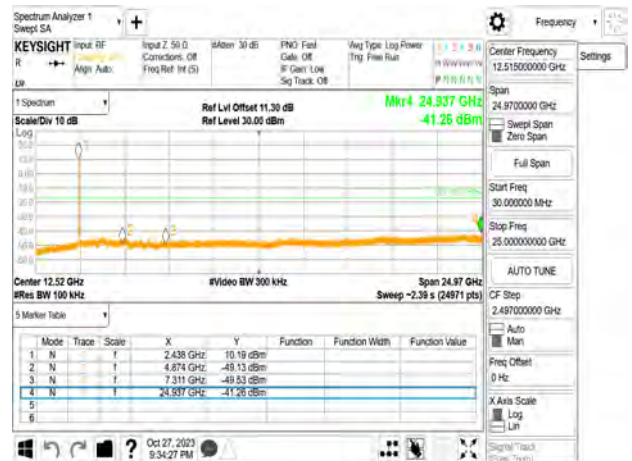 Spectrum Analyzer 1
Swept SA
Frequency
KEYSIGHT
Input: RF
Input Z: 50 Ω
#Atten: 30 dB
PNO: Fast
Avg Type: Log-Power
R
Corrections: Off
Gate: Off
Trig: Free Run
Align: Auto
Freq Ref: Int (S)
IF Gain: Low
Sig Track: Off
Center Frequency
12.515000000 GHz
Settings
1 Spectrum
Ref Lvl Offset 11.30 dB
Mkr4 24.937 GHz
Scale/Div 10 dB
Ref Level 30.00 dBm
-41.26 dBm
Log
Span
24.9700000 GHz
Swept Span
Zero Span
Full Span
Start Freq
30.000000 MHz
Stop Freq
25.000000000 GHz
AUTO TUNE
Center 12.52 GHz
#Video BW 300 kHz
Span 24.97 GHz
#Res BW 100 kHz
Sweep ~2.39 s (24971 pts)
CF Step
2.497000000 GHz
Auto
Man
5 Marker Table
Mode Trace Scale X Y Function Function Width Function Value
1 N f 2.438 GHz 10.19 dBm
2 N f 4.874 GHz -49.13 dBm
3 N f 7.311 GHz -49.53 dBm
4 N f 24.937 GHz -41.26 dBm
5
6
Freq Offset
0 Hz
X Axis Scale
Log
Lin
Signal Track
Oct 27, 2023
9:34:27 PM